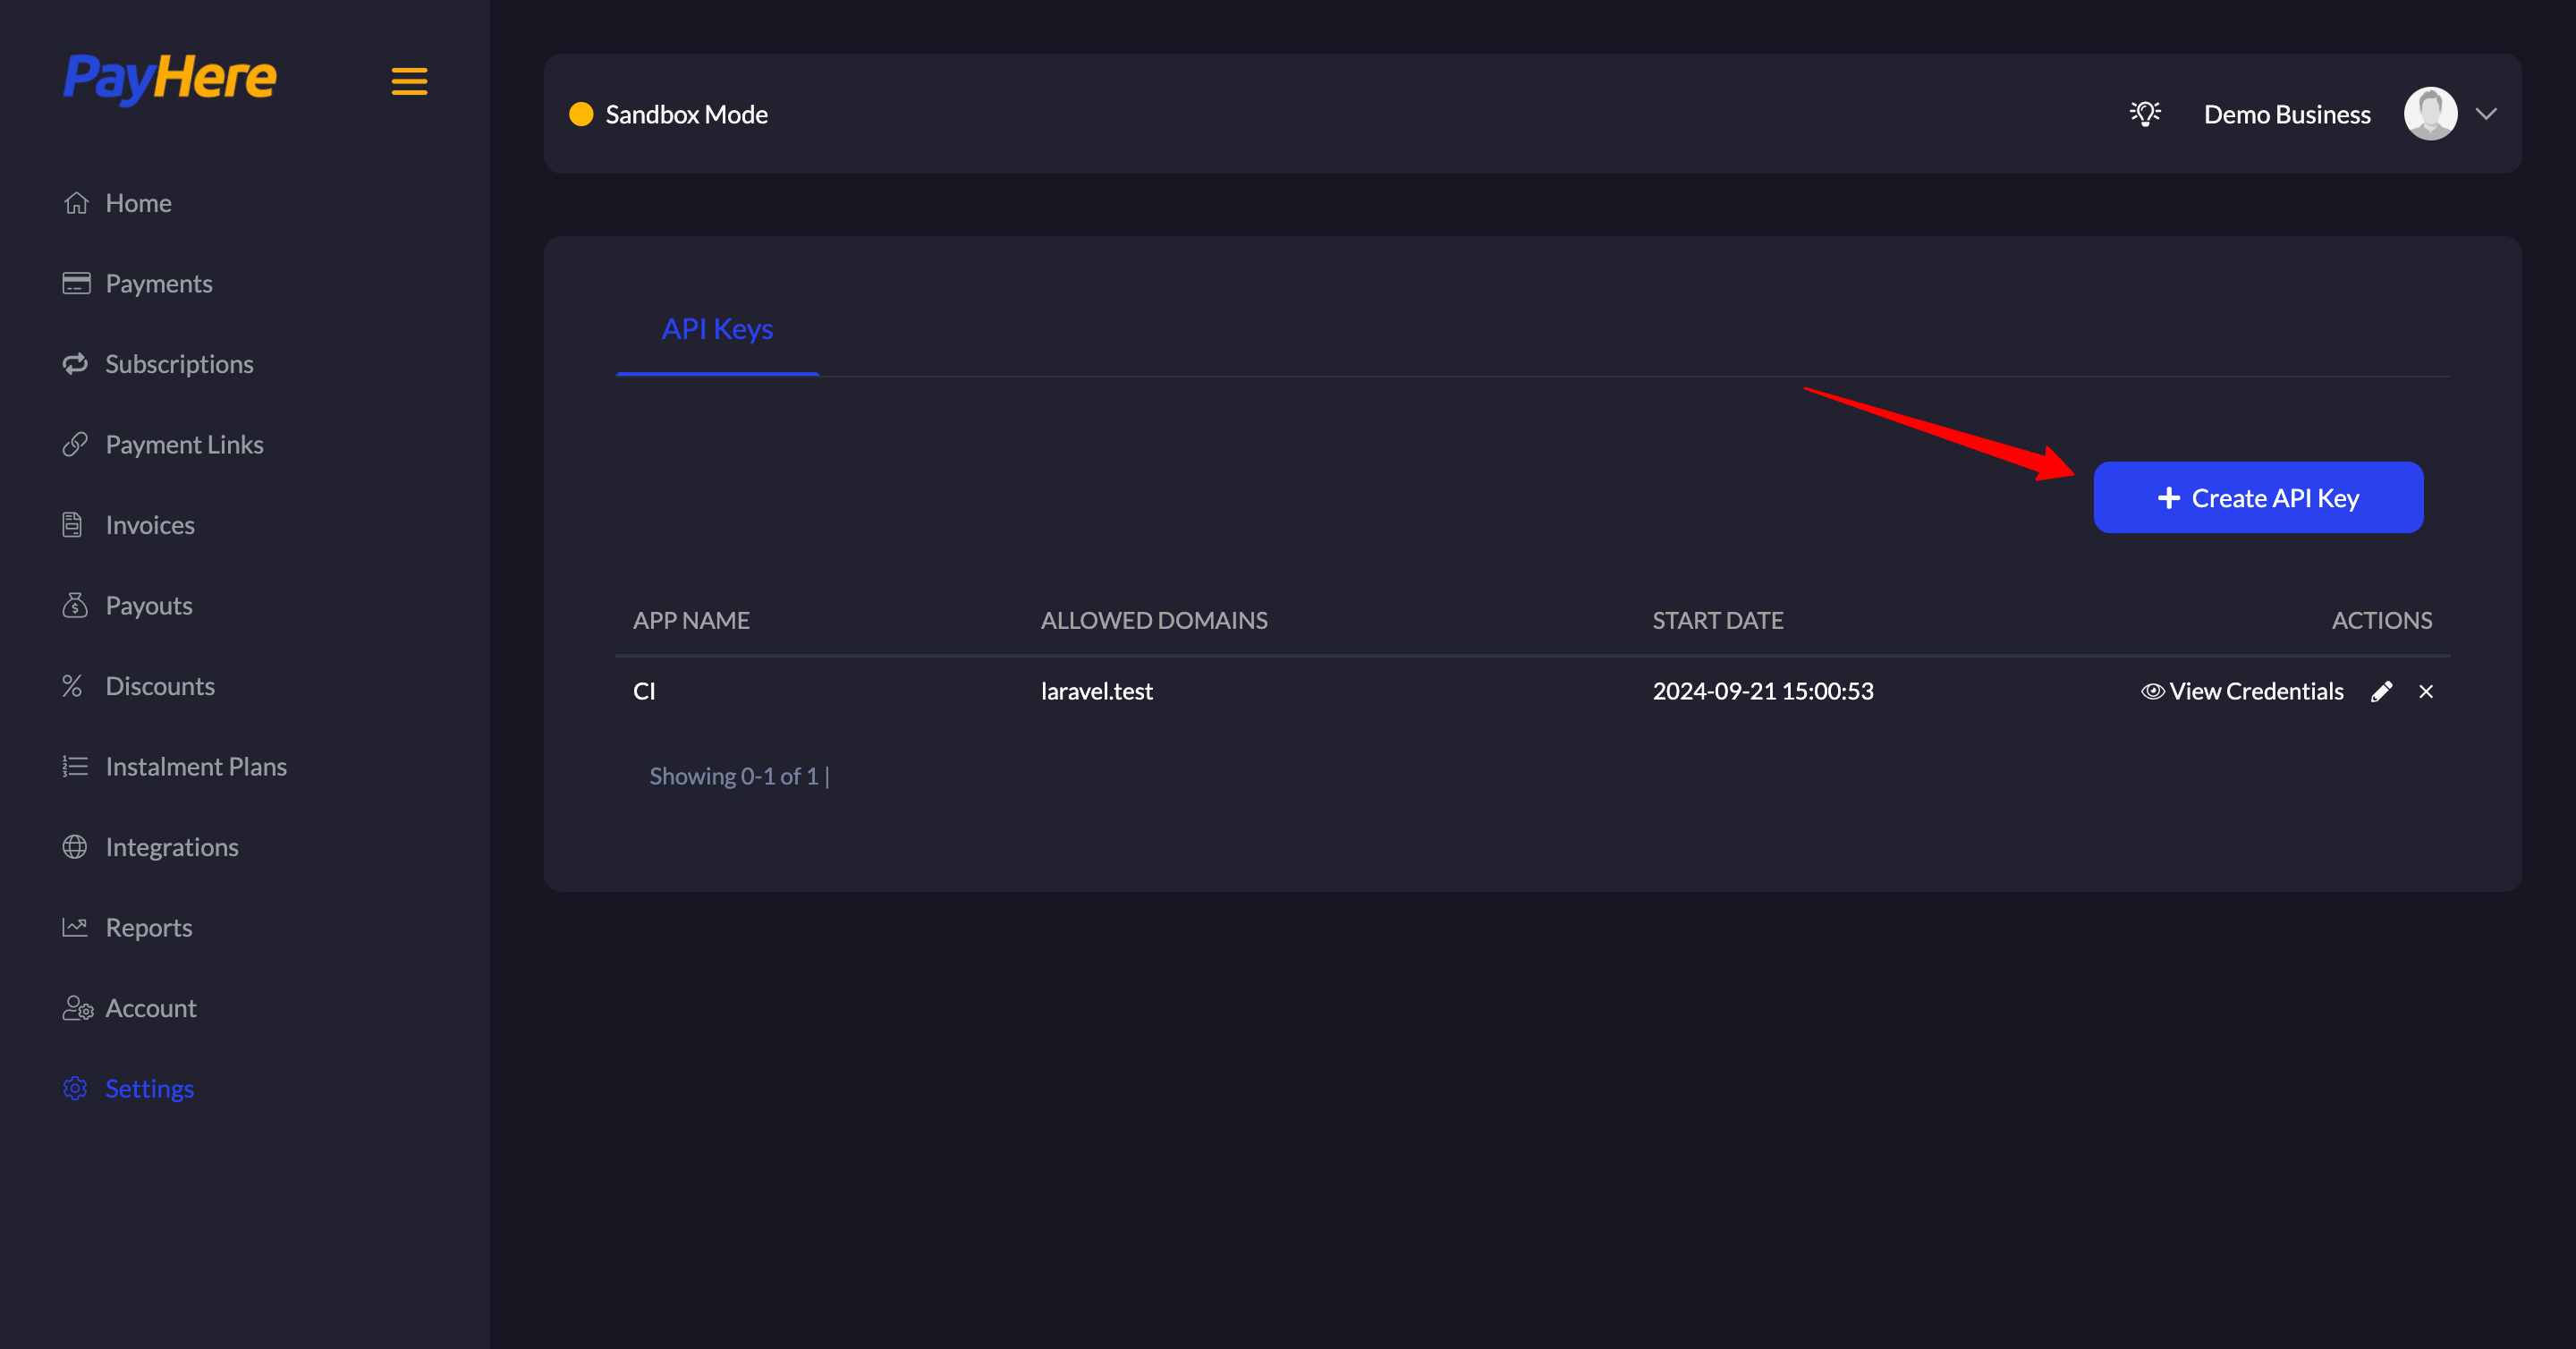 PayHere
Home
Payments
Subscriptions
Payment Links
Invoices
Payouts
Discounts
Instalment Plans
Integrations
Reports
Account
Settings
Sandbox Mode
Demo Business
API Keys
+ Create API Key
APP NAME ALLOWED DOMAINS START DATE ACTIONS
CI laravel.test 2024-09-21 15:00:53 View Credentials
Showing 0-1 of 1 |